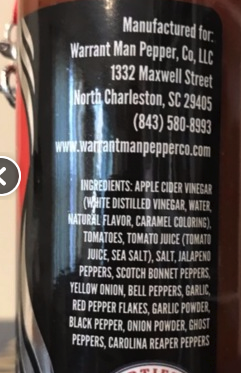 Manufactured for:
Warrant Man Pepper, Co, LLC
1332 Maxwell Street
North Charleston, SC 29405
(843) 580-8993
www.warrantmanpepperco.com
INGREDIENTS: APPLE CIDER VINEGAR
(WHITE DISTILLED VINEGAR, WATER,
NATURAL FLAVOR, CARAMEL COLORING),
TOMATOES, TOMATO JUICE (TOMATO
JUICE, SEA SALT), SALT, JALAPENO
PEPPERS, SCOTCH BONNET PEPPERS,
YELLOW ONION, BELL PEPPERS, GARLIC,
RED PEPPER FLAKES, GARLIC POWDER,
BLACK PEPPER, ONION POWDER, GHOST
PEPPERS, CAROLINA REAPER PEPPERS